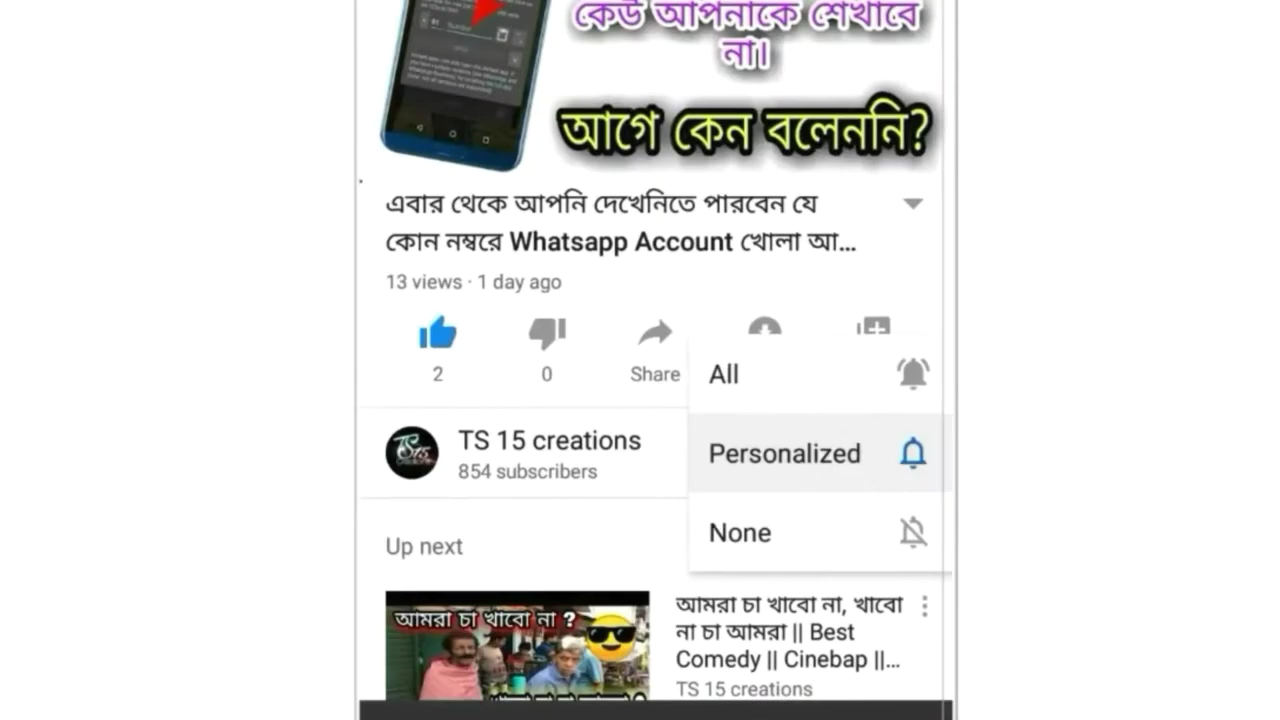 কেউ আপনাকে শেখাবে
না।
আগে কেন বলেননি?
এবার থেকে আপনি দেখেনিতে পারবেন যে
কোন নম্বরে Whatsapp Account খোলা আ...
13 views · 1 day ago
2
0
Share
All
Personalized
None
TS 15 creations
854 subscribers
Up next
আমরা চা খাবো না ?
আমরা চা খাবো না, খাবো
না চা আমরা || Best
Comedy || Cinebap ||...
TS 15 creations